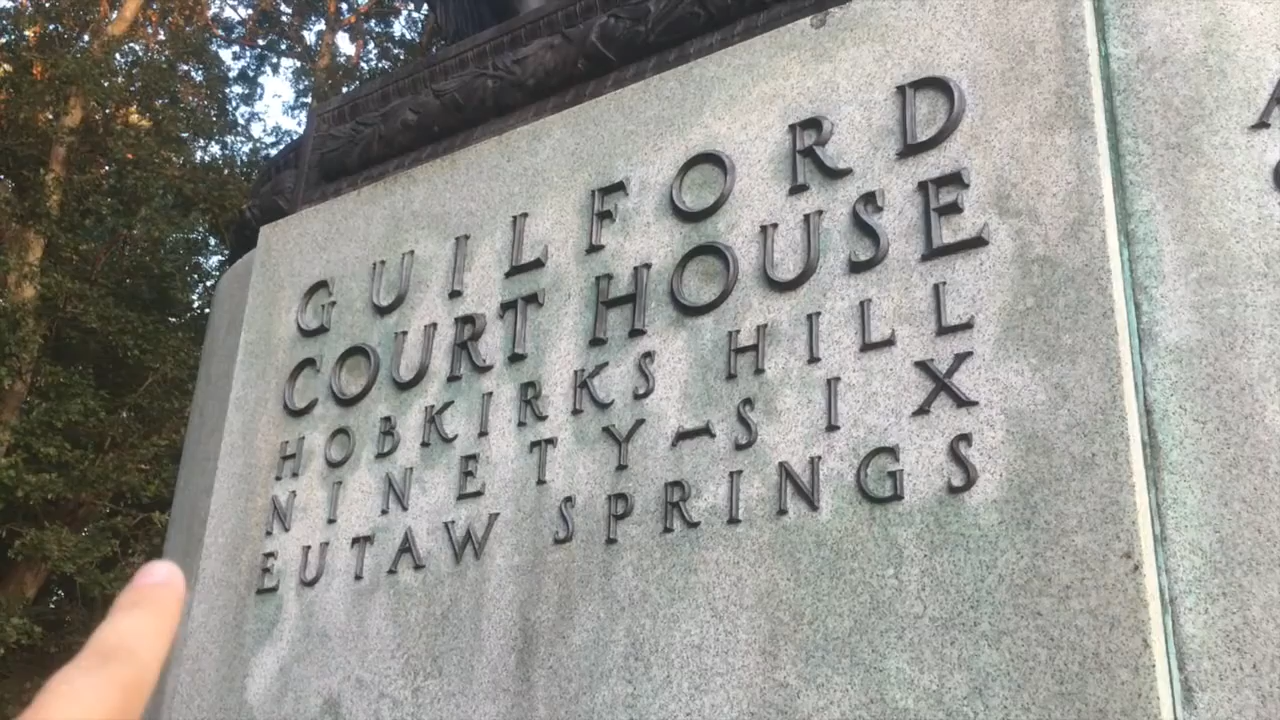 GUILFORD
COURT HOUSE
HOBKIRKS HILL
NINETY-SIX
EUTAW SPRINGS